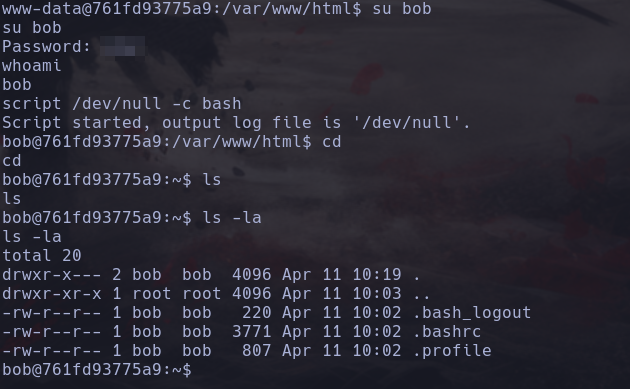 www-data@761fd93775a9:/var/www/html$ su bob
su bob
Password:
whoami
bob
script /dev/null -c bash
Script started, output log file is '/dev/null'.
bob@761fd93775a9:/var/www/html$ cd
cd
bob@761fd93775a9:~$ ls
ls
bob@761fd93775a9:~$ ls -la
ls -la
total 20
drwxr-x--- 2 bob  bob  4096 Apr 11 10:19 .
drwxr-xr-x 1 root root 4096 Apr 11 10:03 ..
-rw-r--r-- 1 bob  bob   220 Apr 11 10:02 .bash_logout
-rw-r--r-- 1 bob  bob  3771 Apr 11 10:02 .bashrc
-rw-r--r-- 1 bob  bob   807 Apr 11 10:02 .profile
bob@761fd93775a9:~$